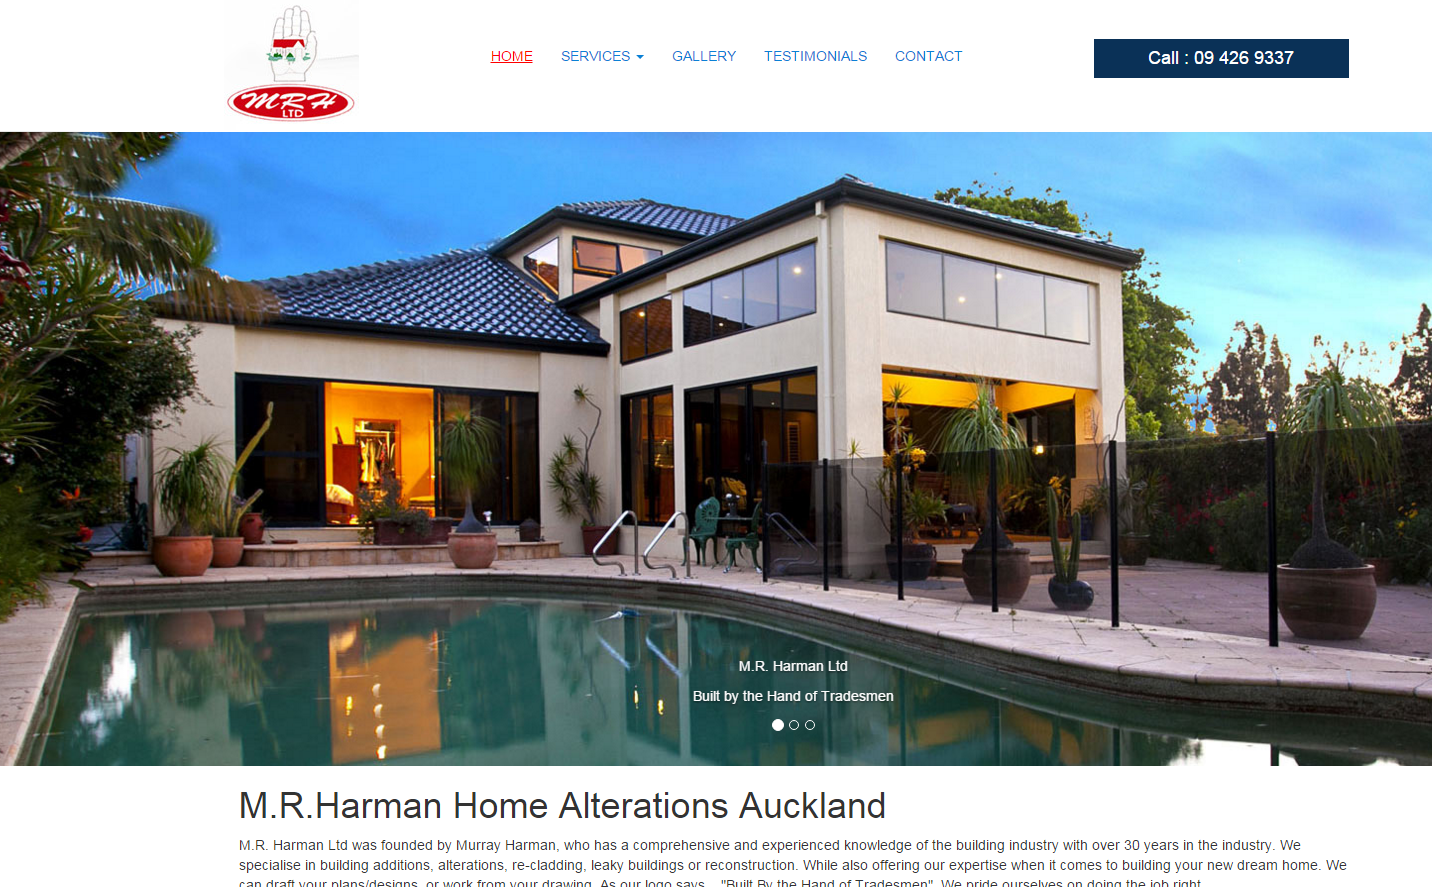 MRH
LTD
HOME
SERVICES
GALLERY
TESTIMONIALS
CONTACT
Call : 09 426 9337
M.R. Harman Ltd
Built by the Hand of Tradesmen
M.R.Harman Home Alterations Auckland
M.R. Harman Ltd was founded by Murray Harman, who has a comprehensive and experienced knowledge of the building industry with over 30 years in the industry. We
specialise in building additions, alterations, re-cladding, leaky buildings or reconstruction. While also offering our expertise when it comes to building your new dream home. We
can draft your plans/designs, or work from your drawing. As our logo says... "Built By the Hand of Tradesmen". We pride ourselves on doing the job right